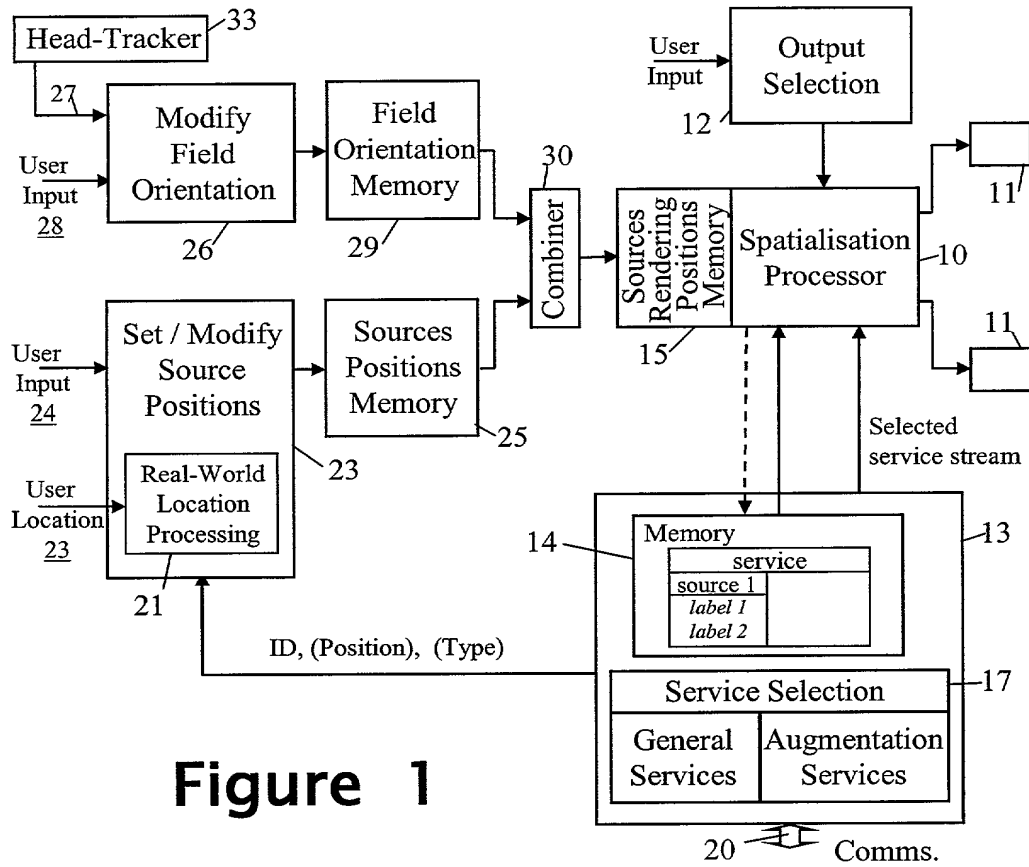 33
Head-Tracker
27
Modify
Field
Orientation
User
Input
28
26
Field
Orientation
Memory
29
30
Combiner
User
Input
Output
Selection
12
11
Sources
Rendering
Positions
Memory
Spatialisation
Processor
10
15
11
Set / Modify
Source
Positions
User
Input
24
Sources
Positions
Memory
25
23
Real-World
Location
Processing
User
Location
23
21
Selected
service stream
ID, (Position), (Type)
14
Memory
service
source 1
label 1
label 2
13
17
Service Selection
General
Services
Augmentation
Services
20
Comms.
Figure 1